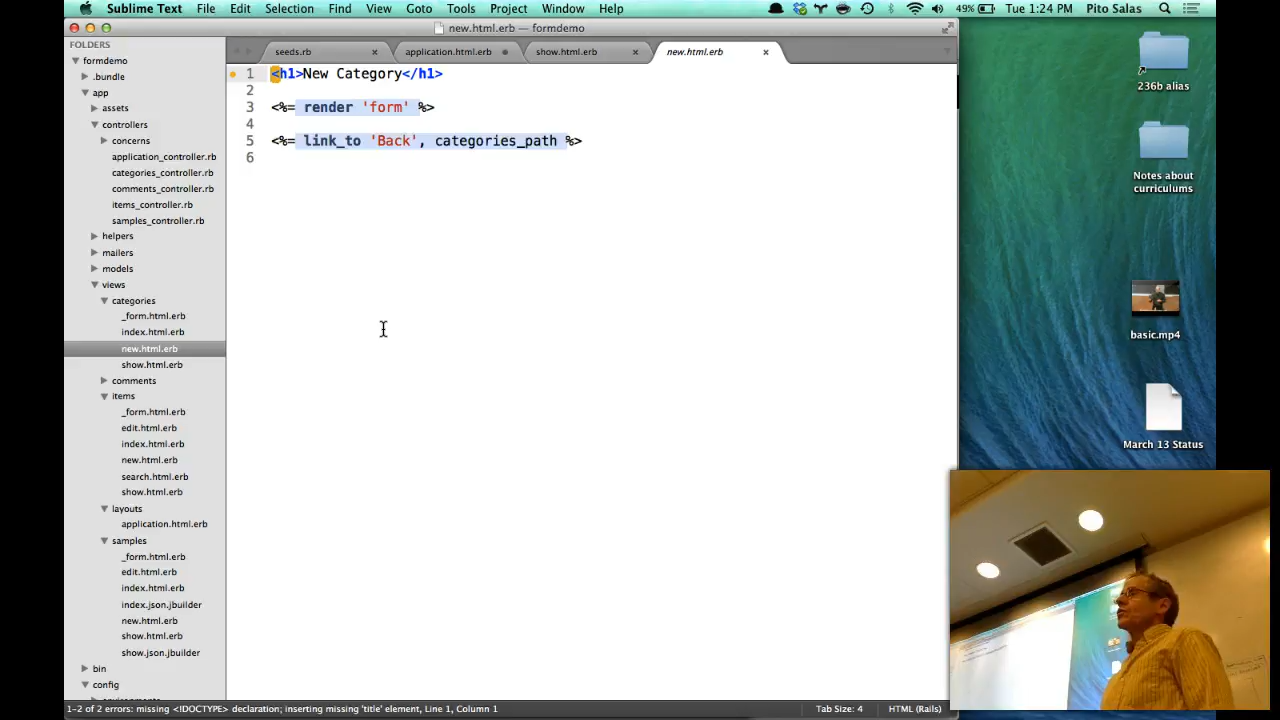 Sublime Text File Edit Selection Find View Goto Tools Project Window Help 49% Tue 1:24 PM Pito Salas
new.html.erb — formdemo
FOLDERS
formdemo
.bundle
app
assets
controllers
concerns
application_controller.rb
categories_controller.rb
comments_controller.rb
items_controller.rb
samples_controller.rb
helpers
mailers
models
views
categories
_form.html.erb
index.html.erb
new.html.erb
show.html.erb
comments
items
_form.html.erb
edit.html.erb
index.html.erb
new.html.erb
search.html.erb
show.html.erb
layouts
application.html.erb
samples
_form.html.erb
edit.html.erb
index.html.erb
index.json.jbuilder
new.html.erb
show.html.erb
show.json.jbuilder
bin
config
environments
seeds.rb application.html.erb show.html.erb new.html.erb
1 <h1>New Category</h1>
2
3 <%= render 'form' %>
4
5 <%= link_to 'Back', categories_path %>
6
1-2 of 2 errors: missing <!DOCTYPE> declaration; inserting missing 'title' element, Line 1, Column 1 Tab Size: 4 HTML (Rails)
236b alias
Notes about
curriculums
basic.mp4
March 13 Status